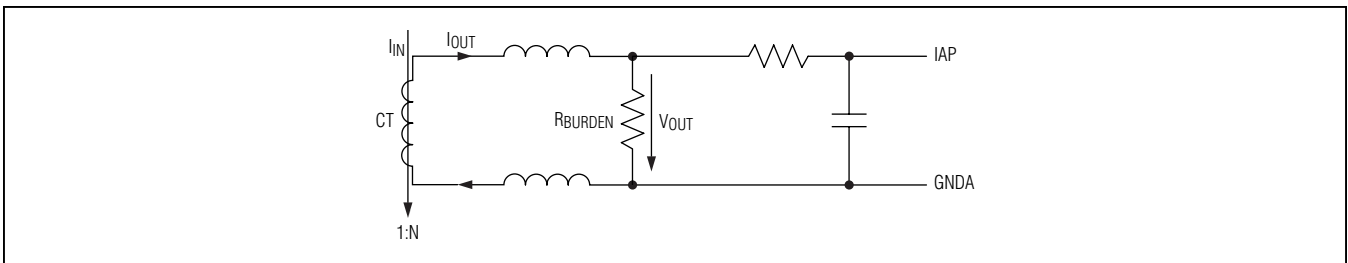 IIN
IOUT
IAP
CT
RBURDEN
VOUT
GNDA
1:N